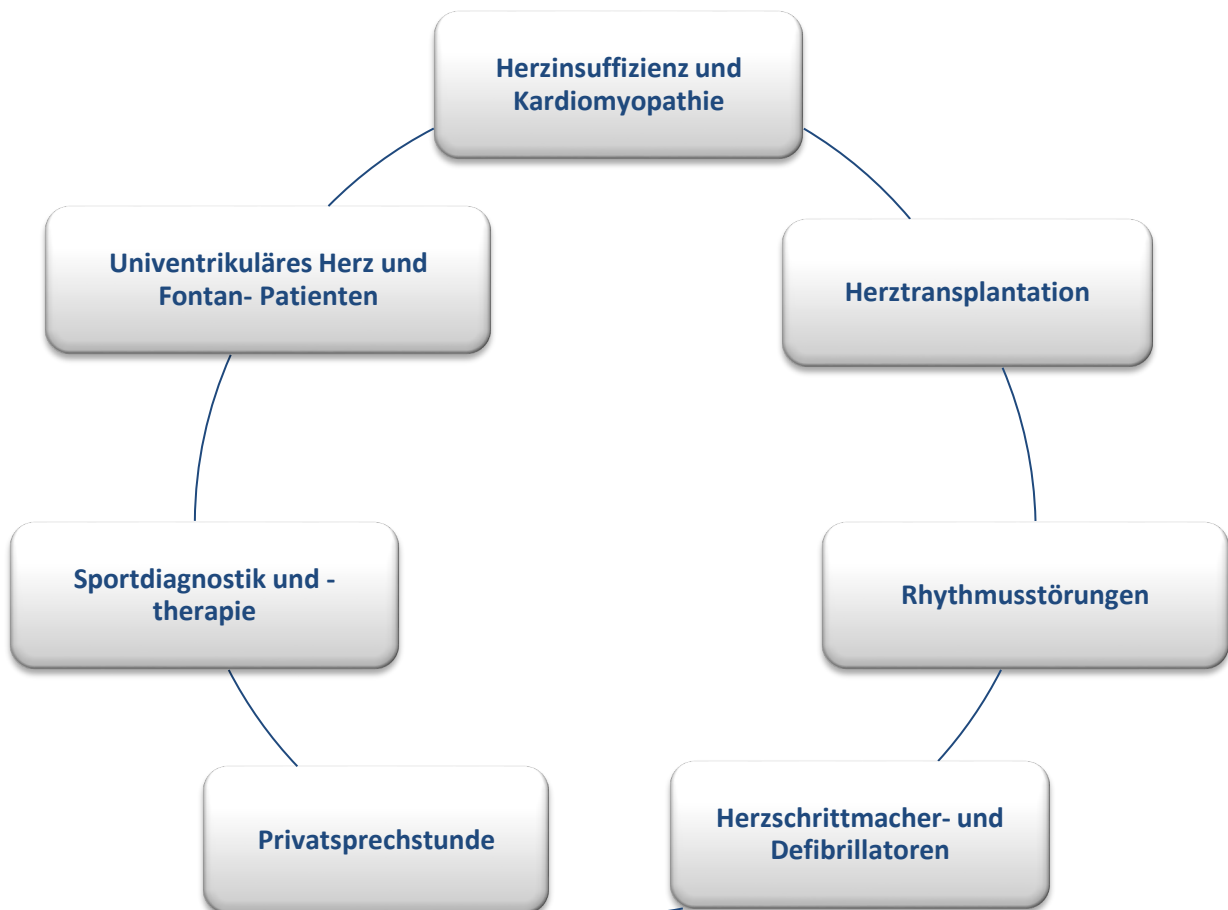 Herzinsuffizienz und
Kardiomyopathie
Univentrikuläres Herz und
Fontan- Patienten
Herztransplantation
Sportdiagnostik und -
therapie
Rhythmusstörungen
Privatsprechstunde
Herzschrittmacher- und
Defibrillatoren